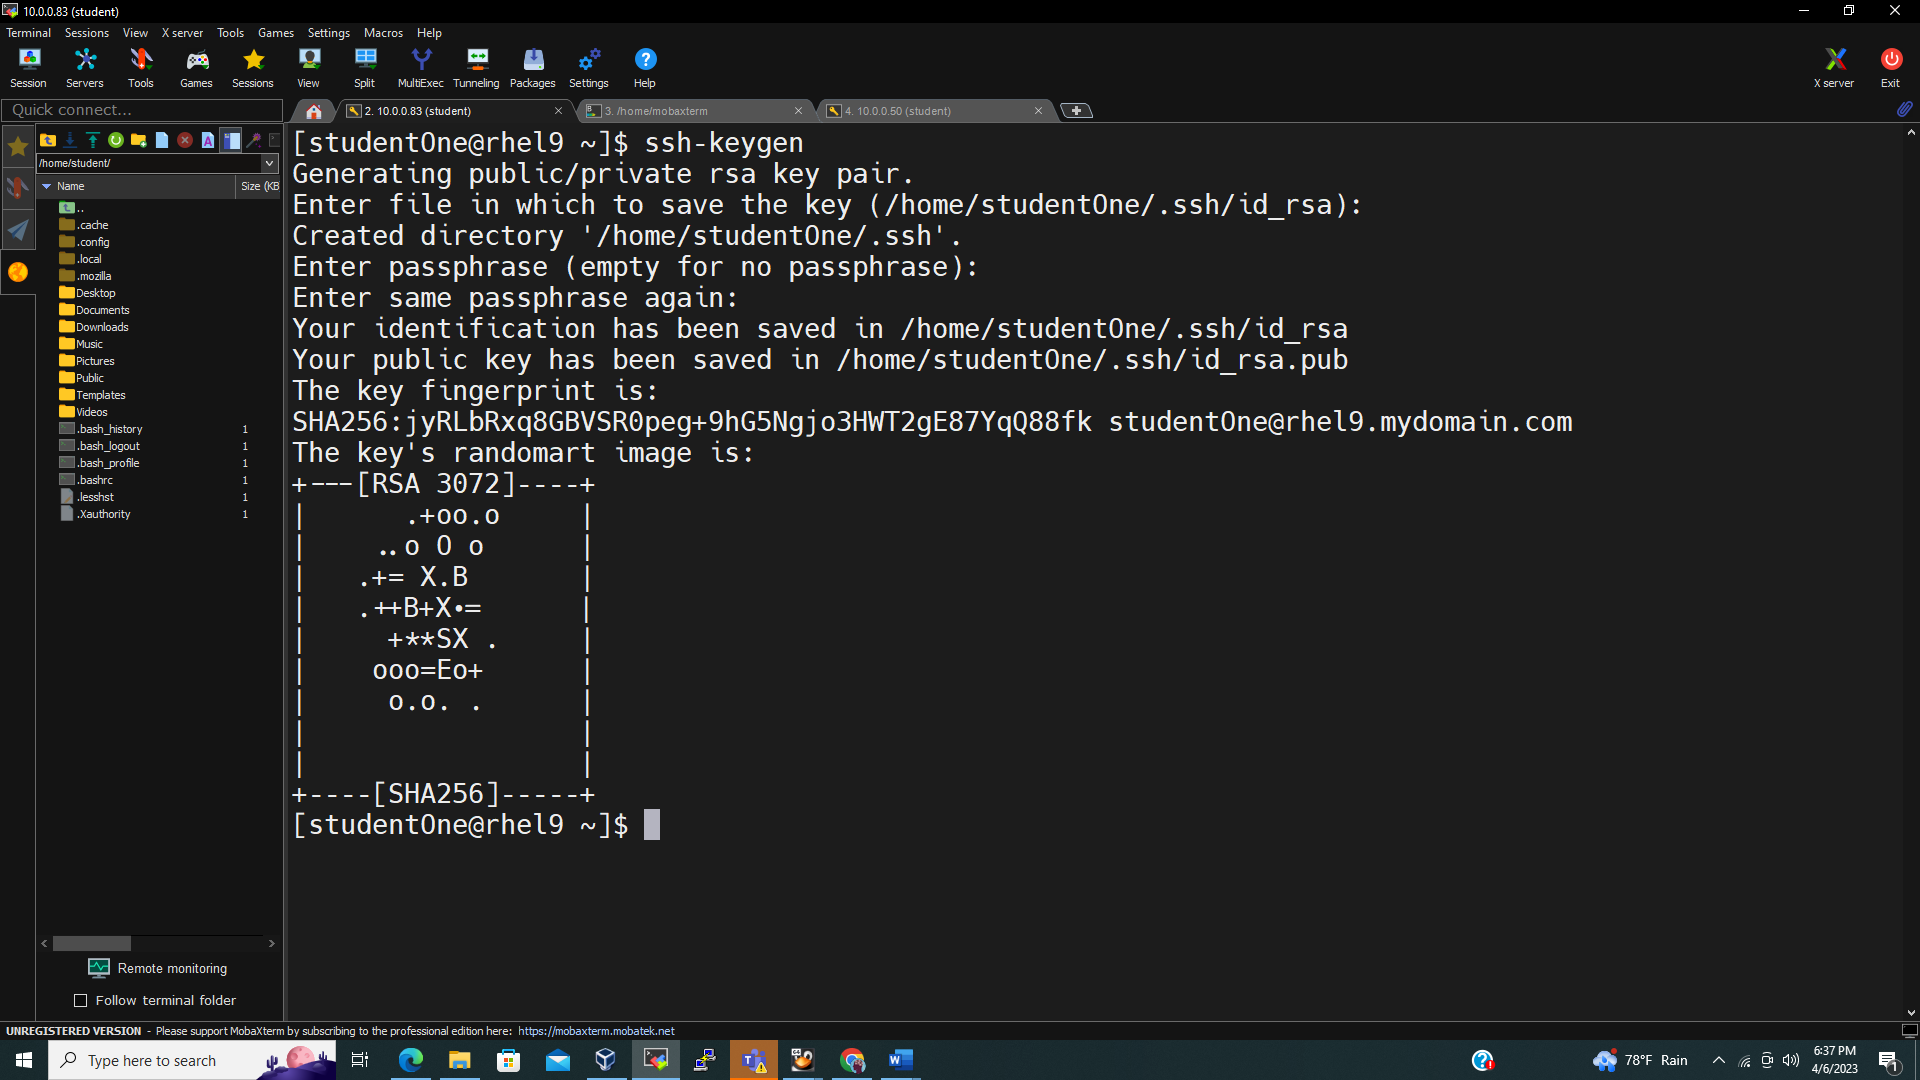 10.0.0.83 (student)
Terminal Sessions View X server Tools Games Settings Macros Help
Session Servers Tools Games Sessions View Split MultiExec Tunneling Packages Settings Help X server Exit
Quick connect...
2. 10.0.0.83 (student)
3. /home/mobaxterm
4. 10.0.0.50 (student)
/home/student/
Name Size (KB
..
.cache
.config
.local
.mozilla
Desktop
Documents
Downloads
Music
Pictures
Public
Templates
Videos
.bash_history 1
.bash_logout 1
.bash_profile 1
.bashrc 1
.lesshst 1
.Xauthority 1
Remote monitoring
Follow terminal folder
[studentOne@rhel9 ~]$ ssh-keygen
Generating public/private rsa key pair.
Enter file in which to save the key (/home/studentOne/.ssh/id_rsa):
Created directory '/home/studentOne/.ssh'.
Enter passphrase (empty for no passphrase):
Enter same passphrase again:
Your identification has been saved in /home/studentOne/.ssh/id_rsa
Your public key has been saved in /home/studentOne/.ssh/id_rsa.pub
The key fingerprint is:
SHA256:jyRLbRxq8GBVSR0peg+9hG5Ngjo3HWT2gE87YqQ88fk studentOne@rhel9.mydomain.com
The key's randomart image is:
+---[RSA 3072]----+
|       .+oo.o      |
|     ..o O o       |
|    .+= X.B        |
|    .++B+X•=       |
|      +**SX .      |
|     ooo=Eo+       |
|      o.o. .       |
|                   |
|                   |
+----[SHA256]-----+
[studentOne@rhel9 ~]$
UNREGISTERED VERSION - Please support MobaXterm by subscribing to the professional edition here: https://mobaxterm.mobatek.net
Type here to search
78°F Rain
6:37 PM
4/6/2023
1